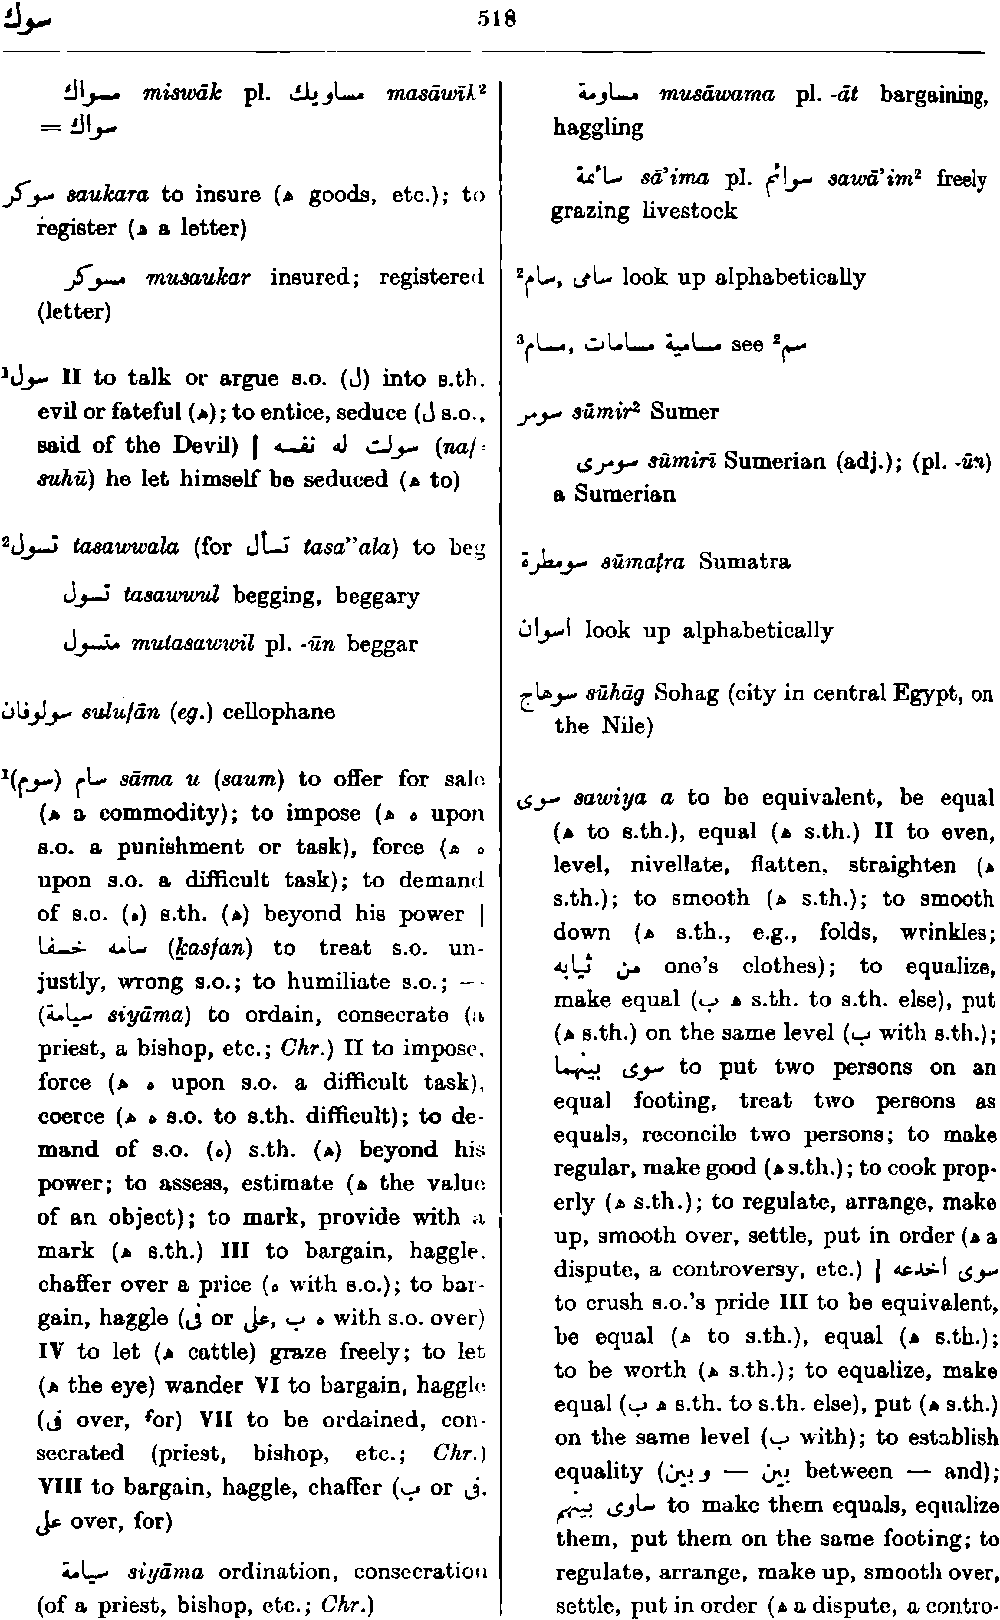 سوك
518
مسواك miswāk pl. مساويك masāwīk²
= سواك
سوكر saukara to insure (ه goods, etc.); to
register (ه a letter)
مسوكر musaukar insured; registered
(letter)
¹سول II to talk or argue s.o. (ل) into s.th.
evil or fateful (ه); to entice, seduce (ل s.o.,
said of the Devil) | سولت له نفسه (naf-
suhū) he let himself be seduced (ه to)
²تسول tasawwala (for تسأل tasa''ala) to beg
تسول tasawwul begging, beggary
متسول mutasawwil pl. -ūn beggar
سولوفان sulufān (eg.) cellophane
¹(سوم) سام sāma u (saum) to offer for sale
(ه a commodity); to impose (ه ه upon
s.o. a punishment or task), force (ه ه
upon s.o. a difficult task); to demand
of s.o. (ه) s.th. (ه) beyond his power |
سامه خسفا (ḵasfan) to treat s.o. un-
justly, wrong s.o.; to humiliate s.o.; —
(سيامة siyāma) to ordain, consecrate (a
priest, a bishop, etc.; Chr.) II to impose,
force (ه ه upon s.o. a difficult task),
coerce (ه ه s.o. to s.th. difficult); to de-
mand of s.o. (ه) s.th. (ه) beyond his
power; to assess, estimate (ه the value
of an object); to mark, provide with a
mark (ه s.th.) III to bargain, haggle,
chaffer over a price (ه with s.o.); to bar-
gain, haggle (في or على, ب ه with s.o. over)
IV to let (ه cattle) graze freely; to let
(ه the eye) wander VI to bargain, haggle
(فى over, for) VII to be ordained, con-
secrated (priest, bishop, etc.; Chr.)
VIII to bargain, haggle, chaffer (ب or فى,
على over, for)
سيامة siyāma ordination, consecration
(of a priest, bishop, etc.; Chr.)
مساومة musāwama pl. -āt bargaining,
haggling
سائمة sā'ima pl. سوائم sawā'im² freely
grazing livestock
²سام, سامى look up alphabetically
³مسام, مسامات مسامية see ²سم
سومر sūmir² Sumer
سومرى sūmirī Sumerian (adj.); (pl. -ūn)
a Sumerian
سومطرة sūmaṭra Sumatra
اسوان look up alphabetically
سوهاج sūhāg Sohag (city in central Egypt, on
the Nile)
سوى sawiya a to be equivalent, be equal
(ه to s.th.), equal (ه s.th.) II to even,
level, nivellate, flatten, straighten (ه
s.th.); to smooth (ه s.th.); to smooth
down (ه s.th., e.g., folds, wrinkles;
من ثيابه one's clothes); to equalize,
make equal (ه ب s.th. to s.th. else), put
(ه s.th.) on the same level (ب with s.th.);
سوى بينهما to put two persons on an
equal footing, treat two persons as
equals, reconcile two persons; to make
regular, make good (ه s.th.); to cook prop-
erly (ه s.th.); to regulate, arrange, make
up, smooth over, settle, put in order (ه a
dispute, a controversy, etc.) | سوى اخدعه
to crush s.o.'s pride III to be equivalent,
be equal (ه to s.th.), equal (ه s.th.);
to be worth (ه s.th.); to equalize, make
equal (ه ب s.th. to s.th. else), put (ه s.th.)
on the same level (ب with); to establish
equality (بين — وبين between — and);
ساوى بينهم to make them equals, equalize
them, put them on the same footing; to
regulate, arrange, make up, smooth over,
settle, put in order (ه a dispute, a contro-